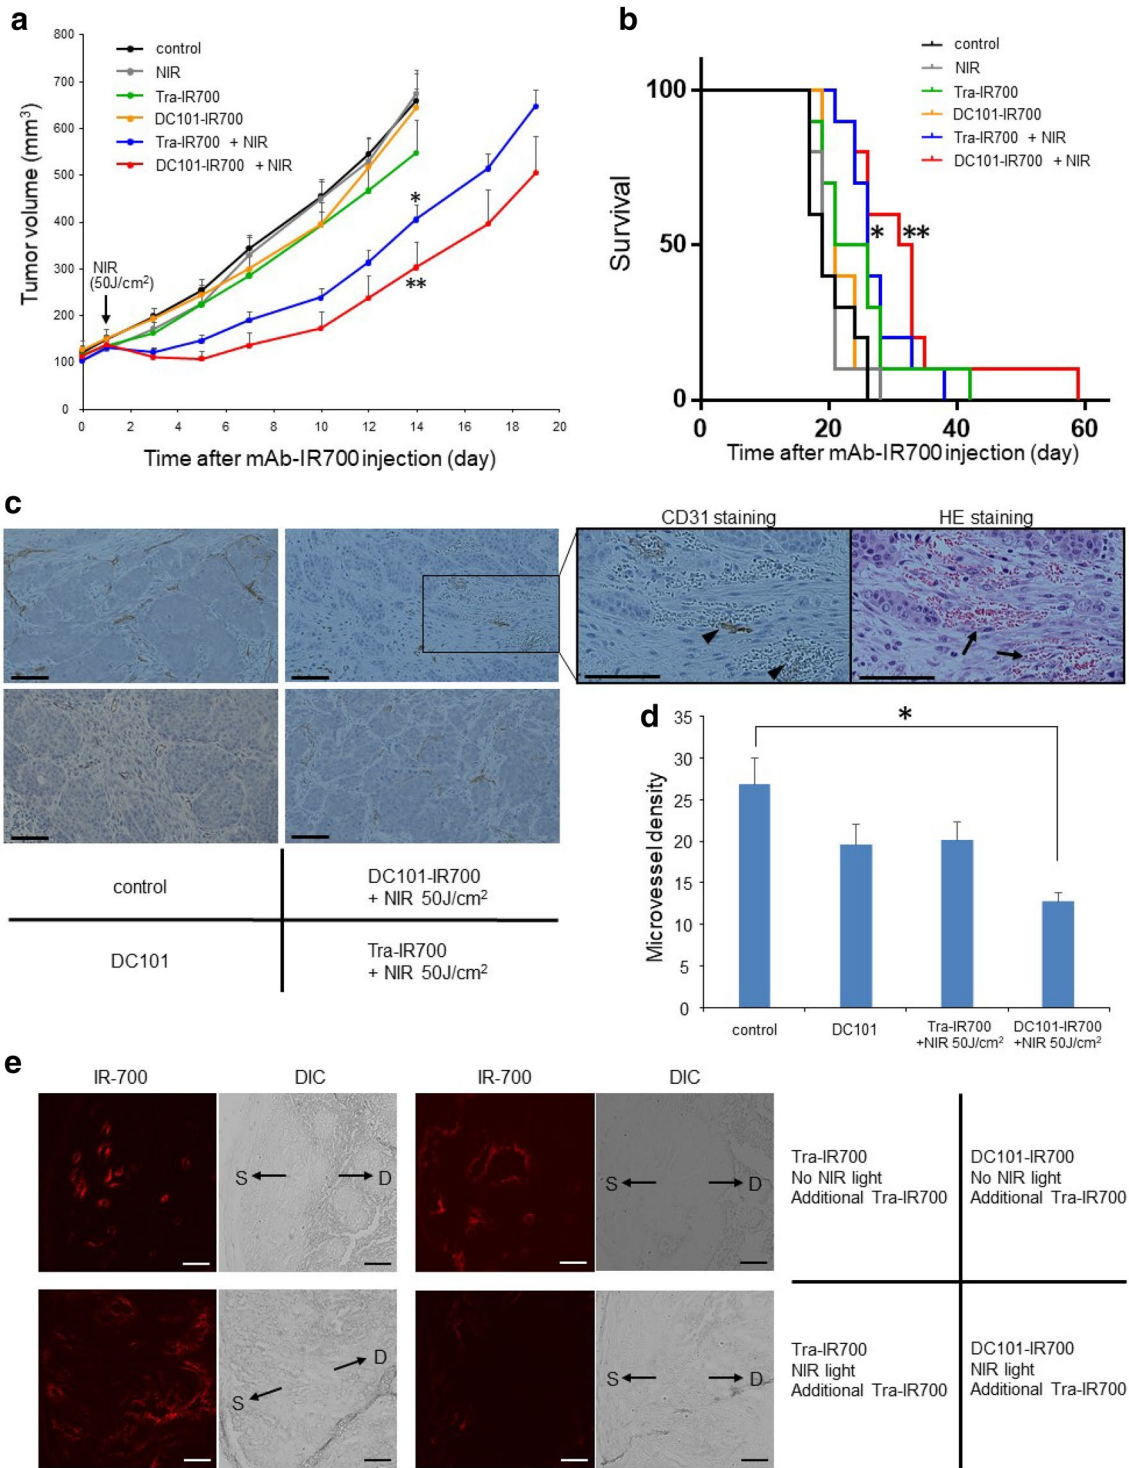 a
800
700
600
500
400
300
200
100
0
Tumor volume (mm³)
control
NIR
Tra-IR700
DC101-IR700
Tra-IR700 + NIR
DC101-IR700 + NIR
NIR
(50J/cm²)
*
**
0 2 4 6 8 10 12 14 16 18 20
Time after mAb-IR700 injection (day)
b
control
NIR
Tra-IR700
DC101-IR700
Tra-IR700 + NIR
DC101-IR700 + NIR
100
50
0
Survival
* **
0 20 40 60
Time after mAb-IR700 injection (day)
c
CD31 staining HE staining
control
DC101-IR700
+ NIR 50J/cm²
DC101
Tra-IR700
+ NIR 50J/cm²
d
35
30
25
20
15
10
5
0
Microvessel density
*
control
DC101
Tra-IR700
+NIR 50J/cm²
DC101-IR700
+NIR 50J/cm²
e
IR-700 DIC IR-700 DIC
S D S D
S D S D
Tra-IR700
No NIR light
Additional Tra-IR700
DC101-IR700
No NIR light
Additional Tra-IR700
Tra-IR700
NIR light
Additional Tra-IR700
DC101-IR700
NIR light
Additional Tra-IR700